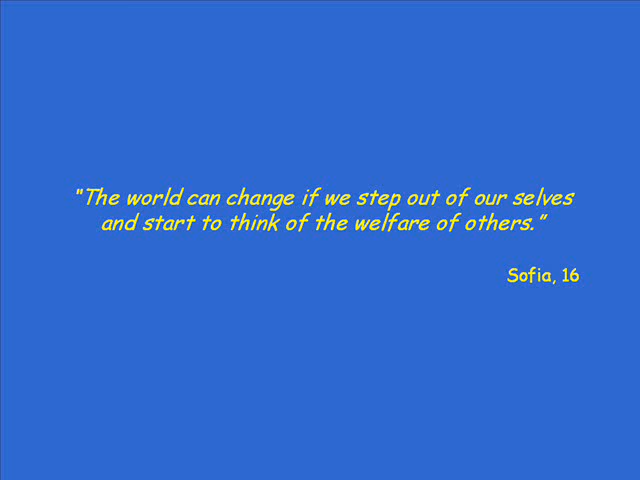 "The world can change if we step out of our selves
and start to think of the welfare of others.”
Sofia, 16